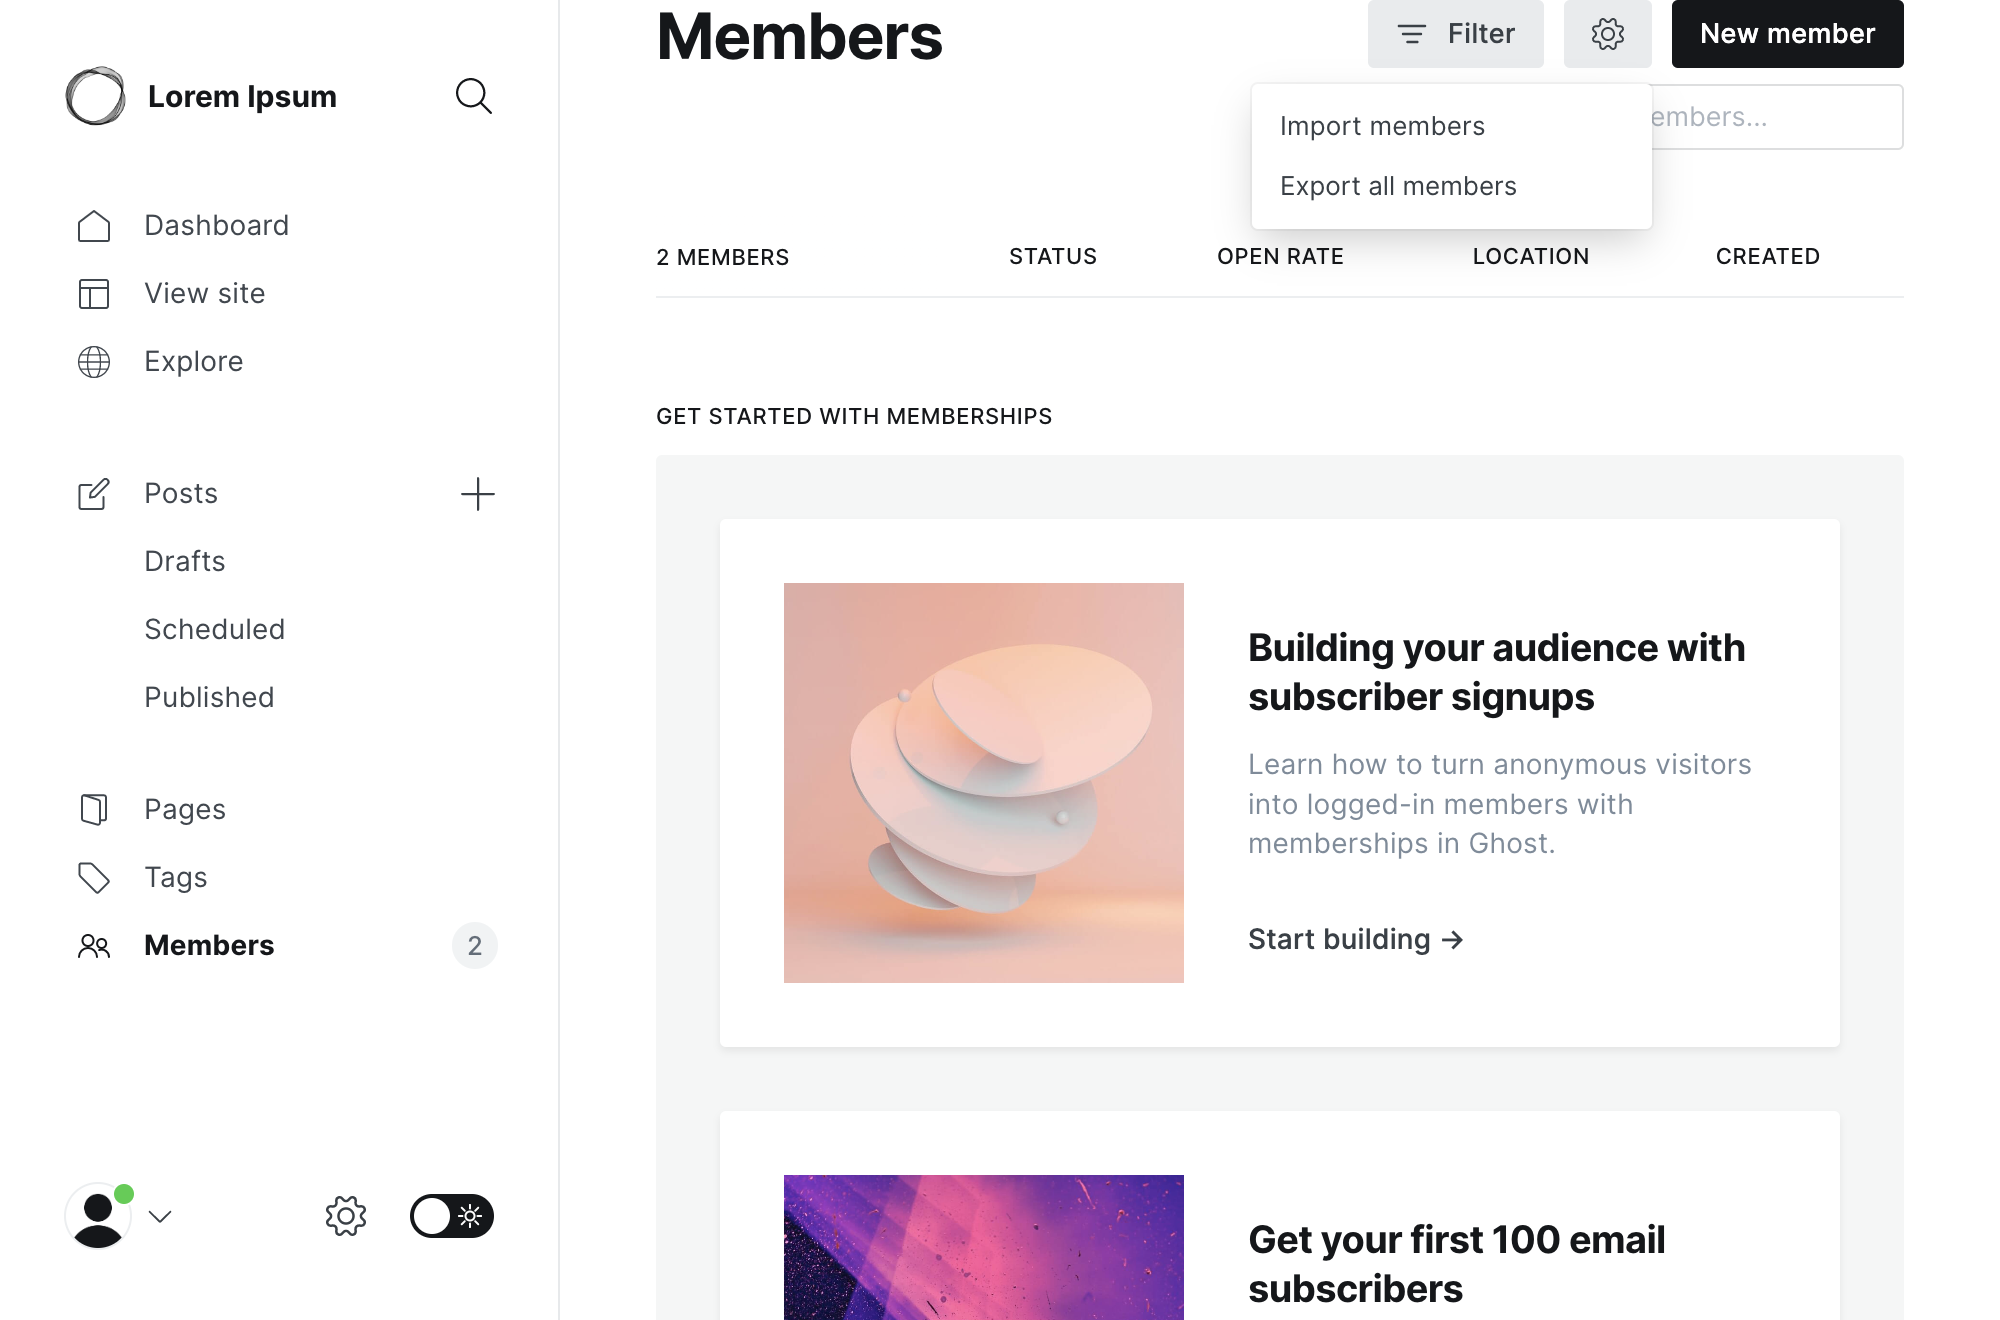 Lorem Ipsum
Dashboard
View site
Explore
Posts
Drafts
Scheduled
Published
Pages
Tags
Members
2
Members
Filter
New member
Import members
Export all members
embers...
2 MEMBERS
STATUS
OPEN RATE
LOCATION
CREATED
GET STARTED WITH MEMBERSHIPS
Building your audience with
subscriber signups
Learn how to turn anonymous visitors
into logged-in members with
memberships in Ghost.
Start building →
Get your first 100 email
subscribers